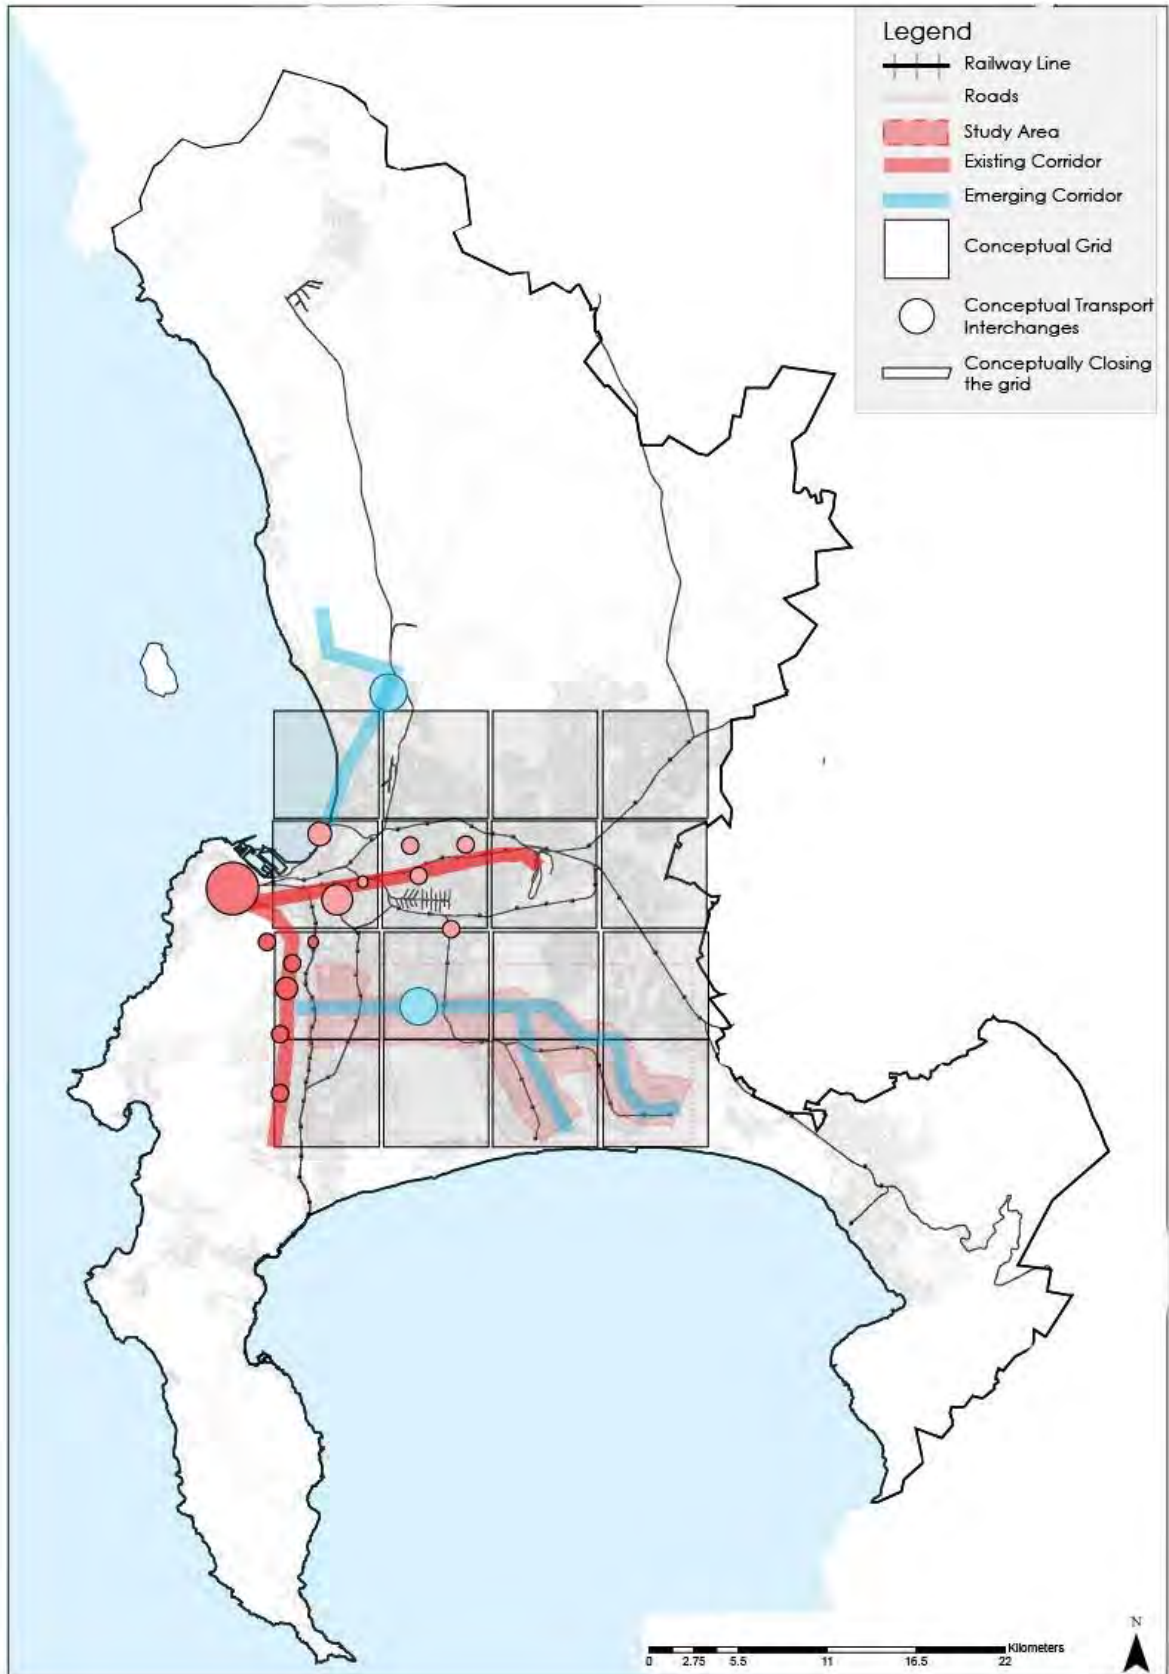 Legend
Railway Line
Roads
Study Area
Existing Corridor
Emerging Corridor
Conceptual Grid
Conceptual Transport
Interchanges
Conceptually Closing
the grid
N
Kilometers
0 2.75 5.5 11 16.5 22